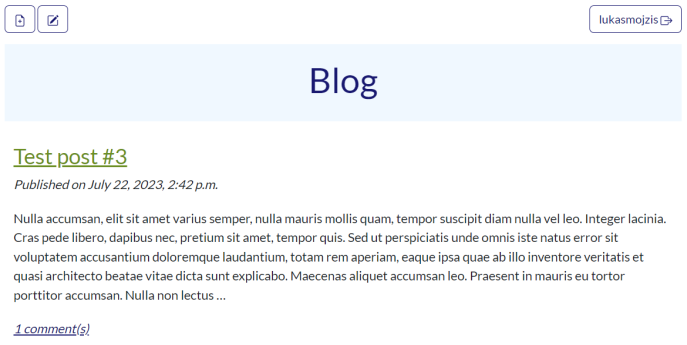 lukasmojzis
Blog
Test post #3
Published on July 22, 2023, 2:42 p.m.
Nulla accumsan, elit sit amet varius semper, nulla mauris mollis quam, tempor suscipit diam nulla vel leo. Integer lacinia.
Cras pede libero, dapibus nec, pretium sit amet, tempor quis. Sed ut perspiciatis unde omnis iste natus error sit
voluptatem accusantium doloremque laudantium, totam rem aperiam, eaque ipsa quae ab illo inventore veritatis et
quasi architecto beatae vitae dicta sunt explicabo. Maecenas aliquet accumsan leo. Praesent in mauris eu tortor
porttitor accumsan. Nulla non lectus …
1 comment(s)